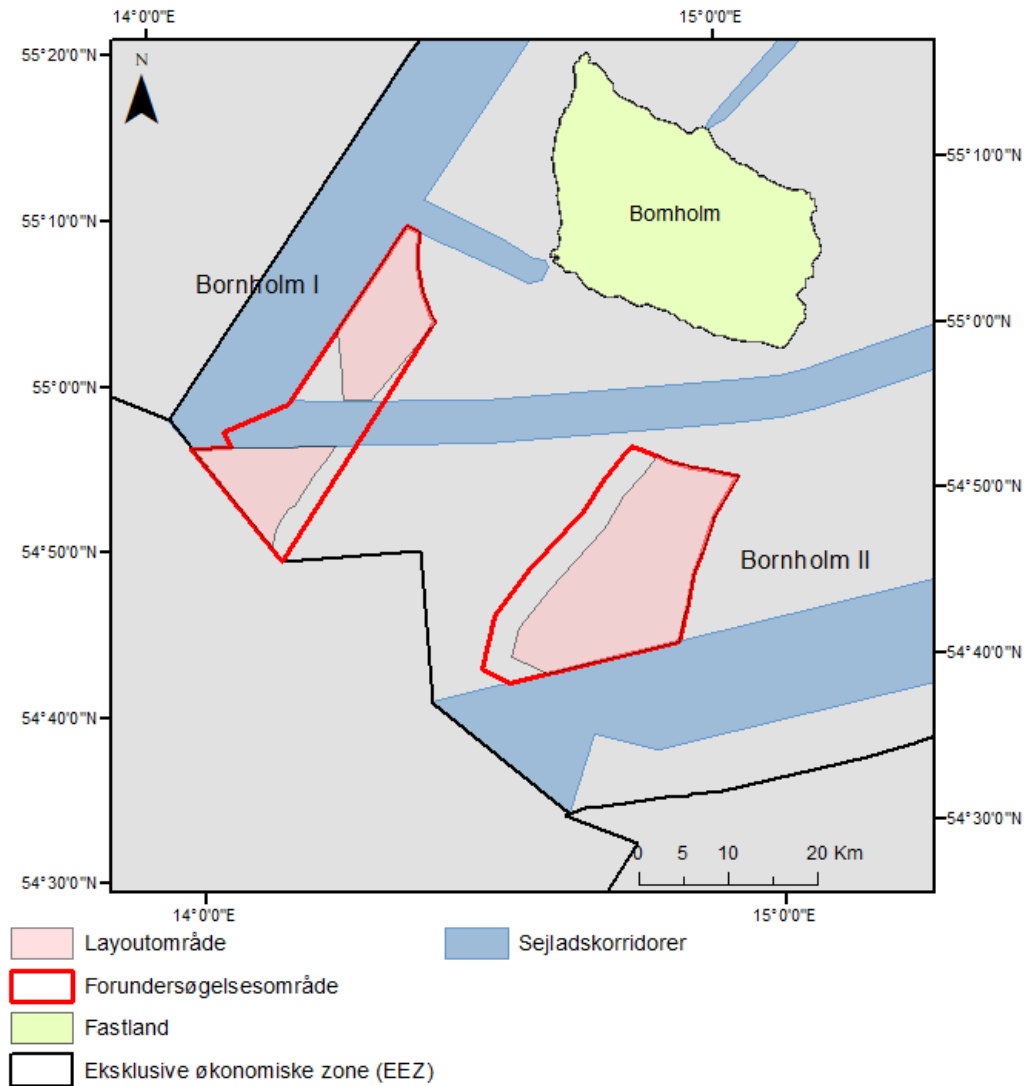 14°0'0"E 15°0'0"E
55°20'0"N
N
55°10'0"N
Bornholm
55°10'0"N
Bornholm I
55°0'0"N
55°0'0"N
54°50'0"N
54°50'0"N
Bornholm II
54°40'0"N
54°40'0"N
54°30'0"N
0 5 10 20 Km
54°30'0"N
14°0'0"E 15°0'0"E
Layoutområde Sejladskorridorer
Forundersøgelsesområde
Fastland
Eksklusive økonomiske zone (EEZ)